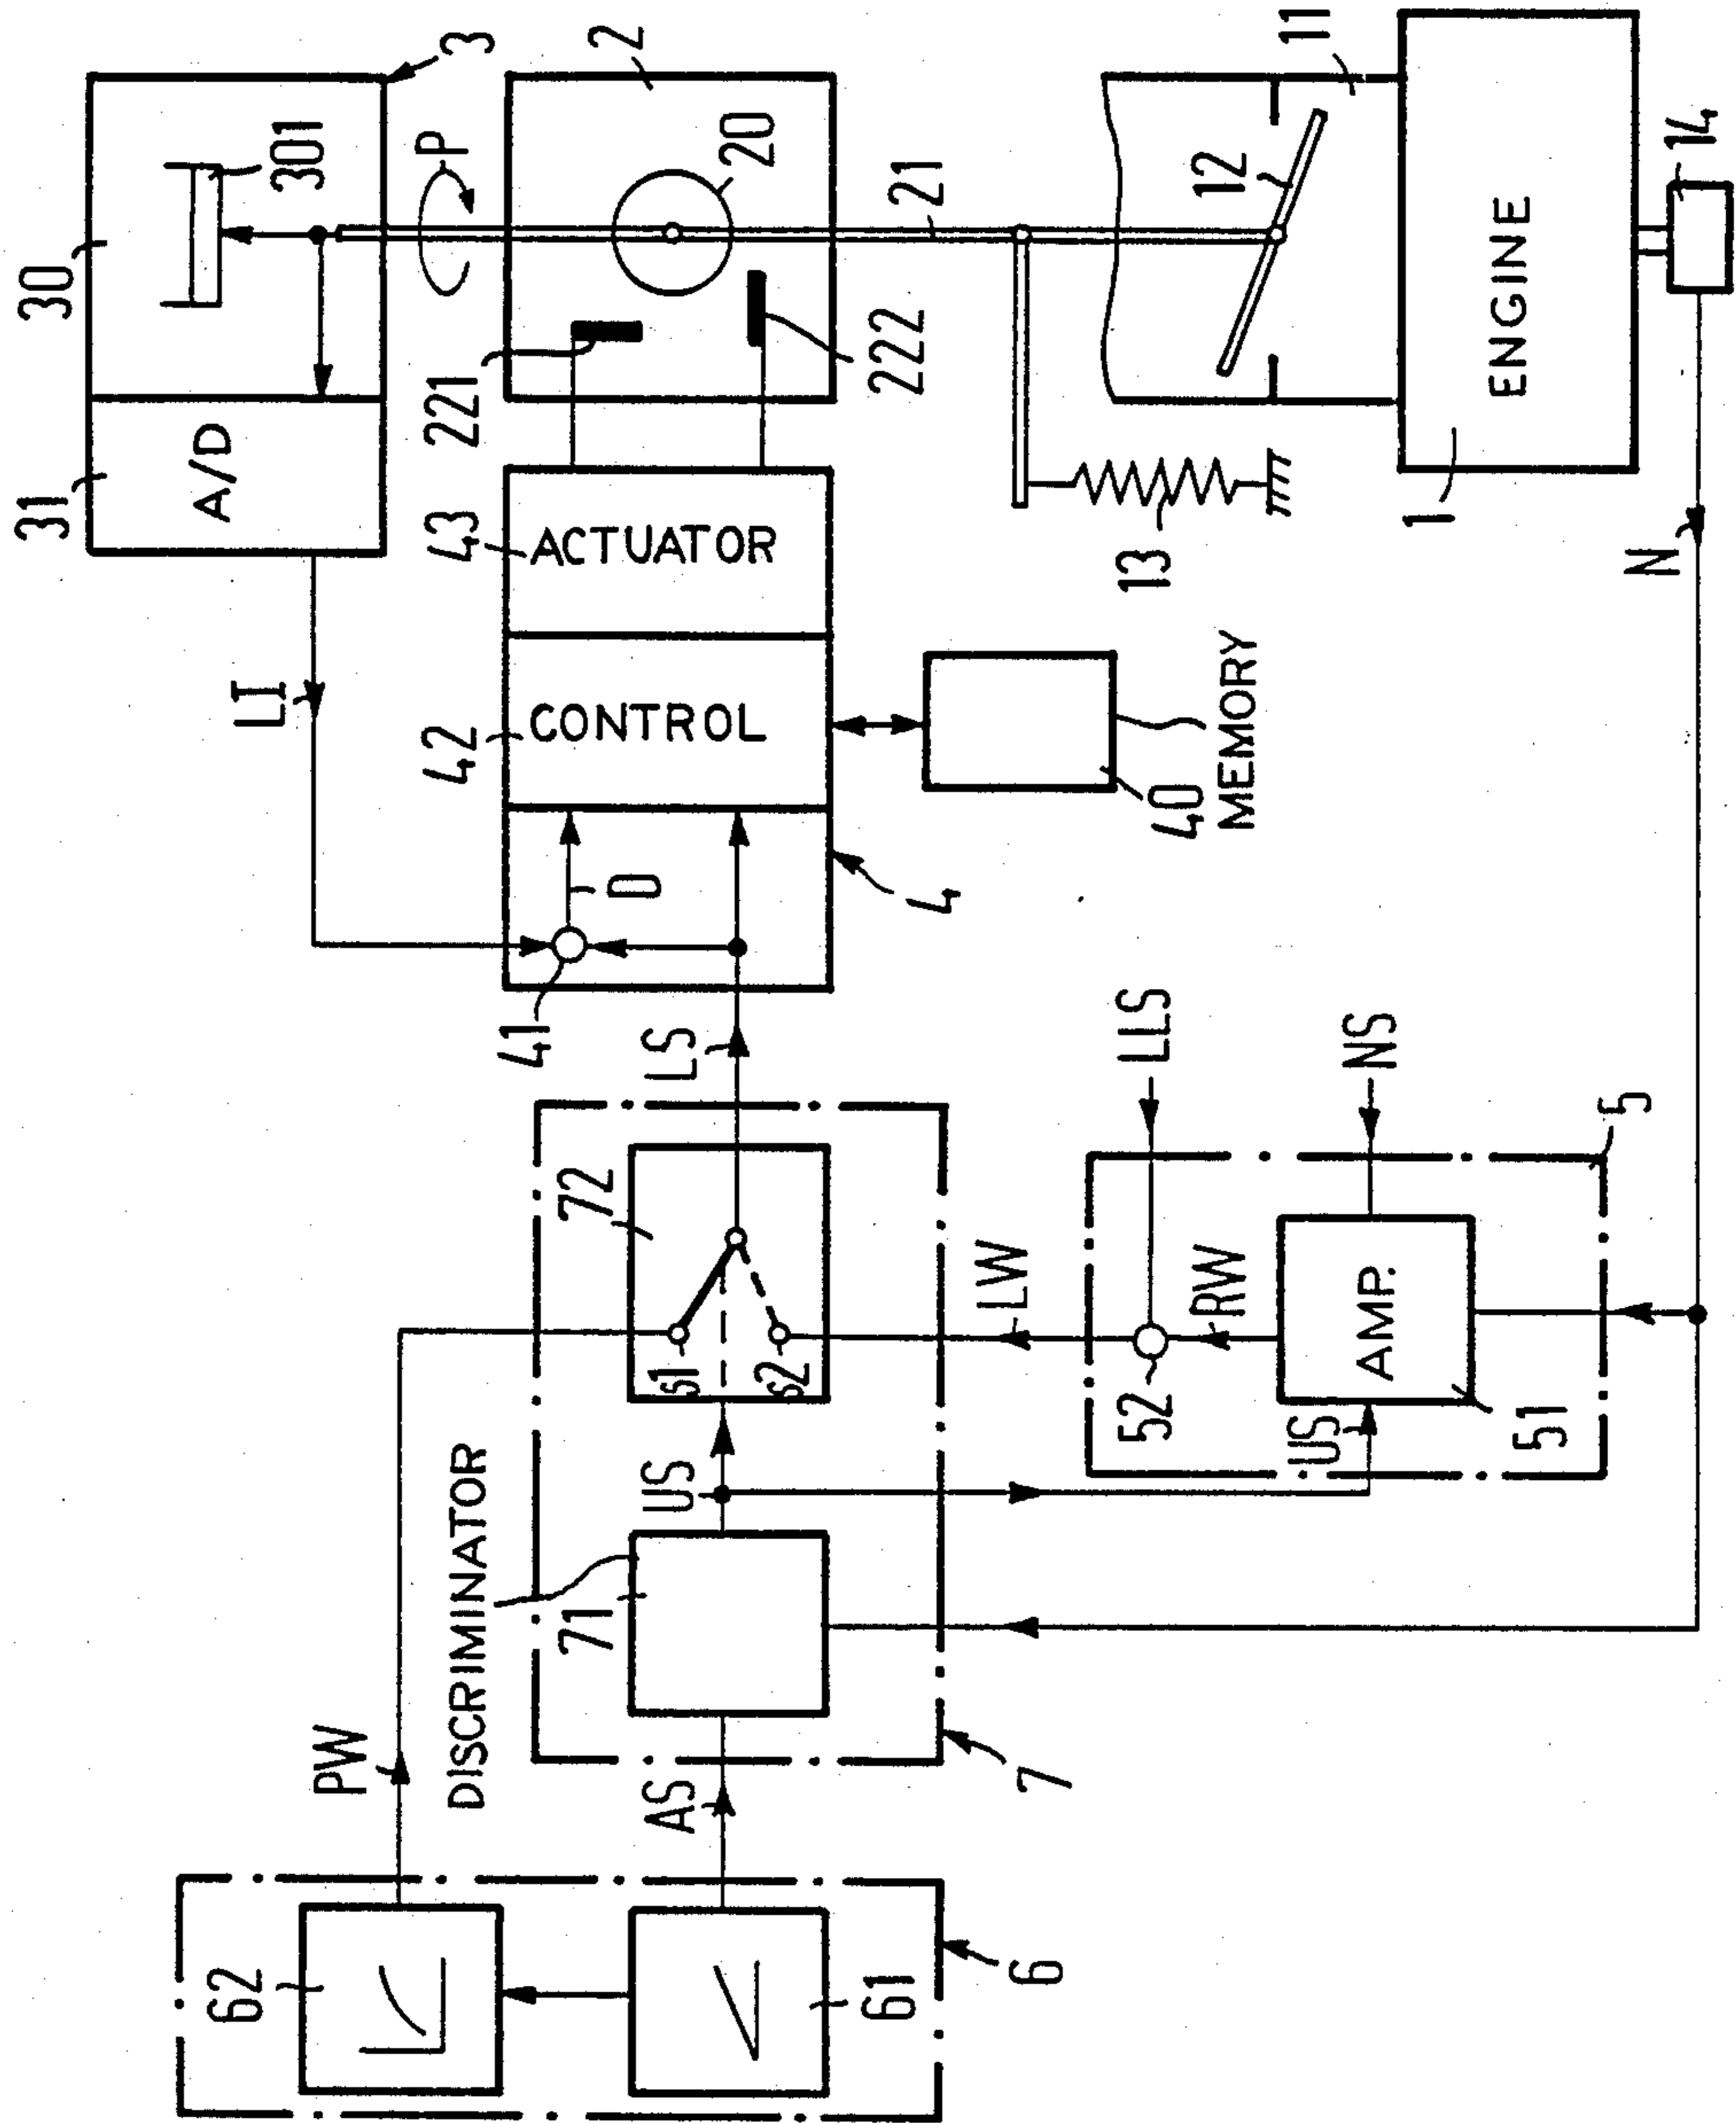 3
30
31
A/D
301
P
2
20
21
221
222
43
ACTUATOR
42
CONTROL
LI
D
41
4
40
MEMORY
11
12
13
ENGINE
1
14
N
LS
LLS
NS
5
72
s1
s2
LW
RW
52
AMP.
51
US
US
DISCRIMINATOR
71
7
PW
AS
62
61
6